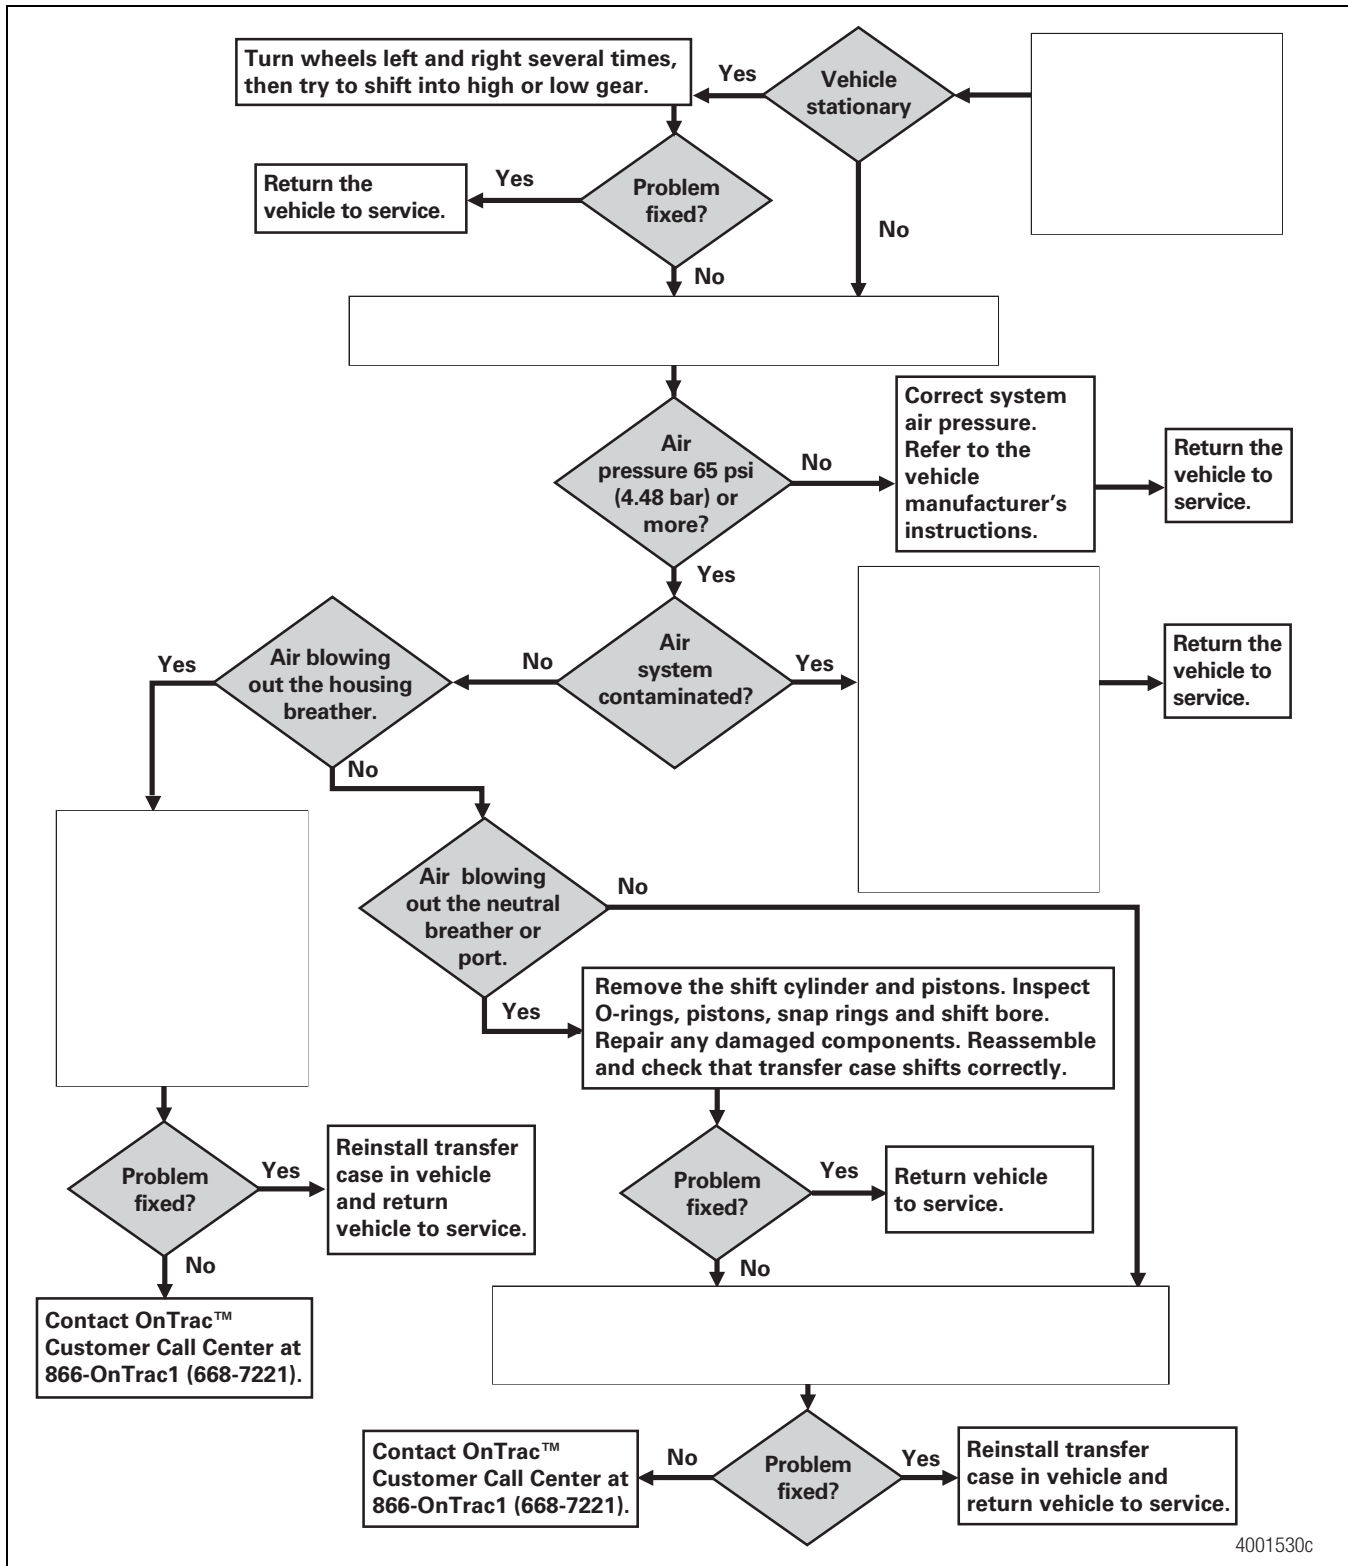 Turn wheels left and right several times,
then try to shift into high or low gear.
Yes
Vehicle
stationary
Return the
vehicle to service.
Yes
Problem
fixed?
No
No
Air
pressure 65 psi
(4.48 bar) or
more?
No
Correct system
air pressure.
Refer to the
vehicle
manufacturer's
instructions.
Return the
vehicle to
service.
Yes
Yes
Air blowing
out the housing
breather.
No
Air
system
contaminated?
Yes
Return the
vehicle to
service.
No
Air blowing
out the neutral
breather or
port.
No
Yes
Remove the shift cylinder and pistons. Inspect
O-rings, pistons, snap rings and shift bore.
Repair any damaged components. Reassemble
and check that transfer case shifts correctly.
Problem
fixed?
Yes
Reinstall transfer
case in vehicle
and return
vehicle to service.
Problem
fixed?
Yes
Return vehicle
to service.
No
No
Contact OnTrac™
Customer Call Center at
866-OnTrac1 (668-7221).
Contact OnTrac™
Customer Call Center at
866-OnTrac1 (668-7221).
No
Problem
fixed?
Yes
Reinstall transfer
case in vehicle and
return vehicle to service.
4001530c